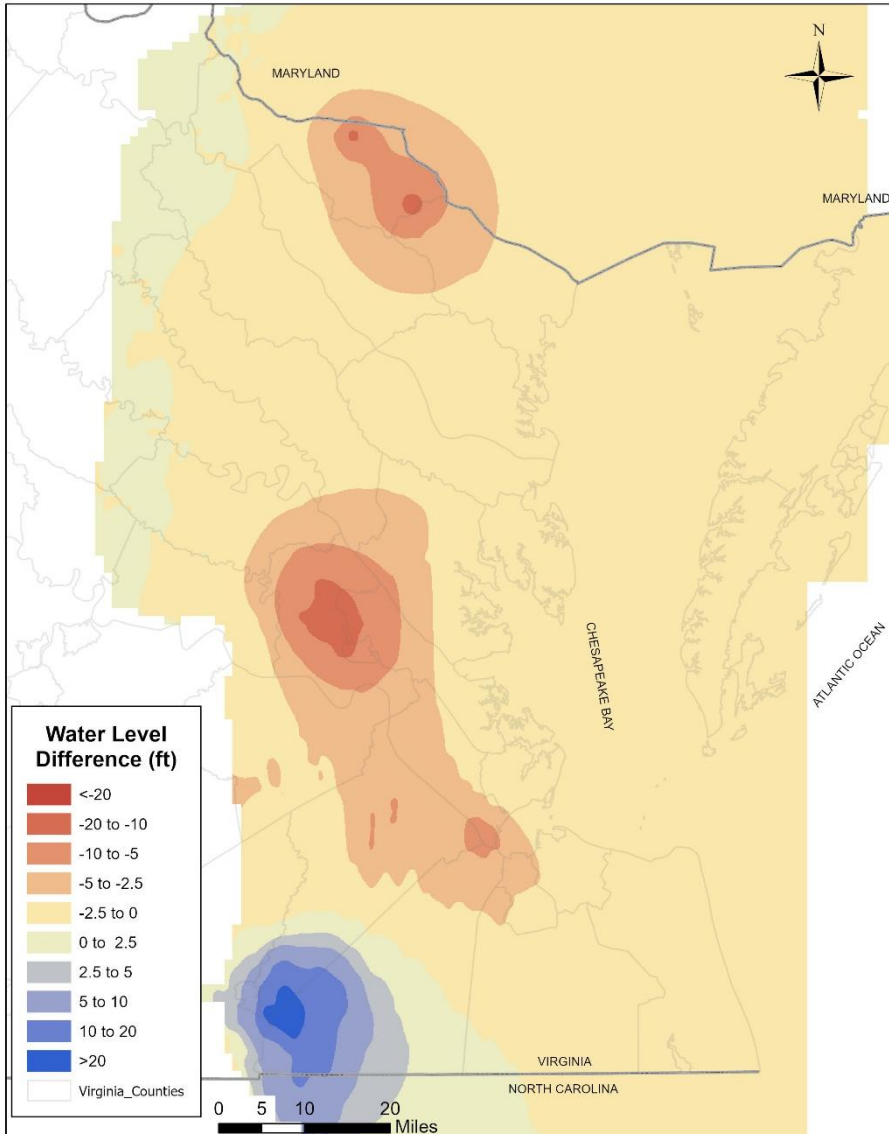 N
MARYLAND
MARYLAND
CHESAPEAKE BAY
ATLANTIC OCEAN
Water Level
Difference (ft)
<-20
-20 to -10
-10 to -5
-5 to -2.5
-2.5 to 0
0 to 2.5
2.5 to 5
5 to 10
10 to 20
>20
Virginia_Counties
VIRGINIA
NORTH CAROLINA
0 5 10 20
Miles